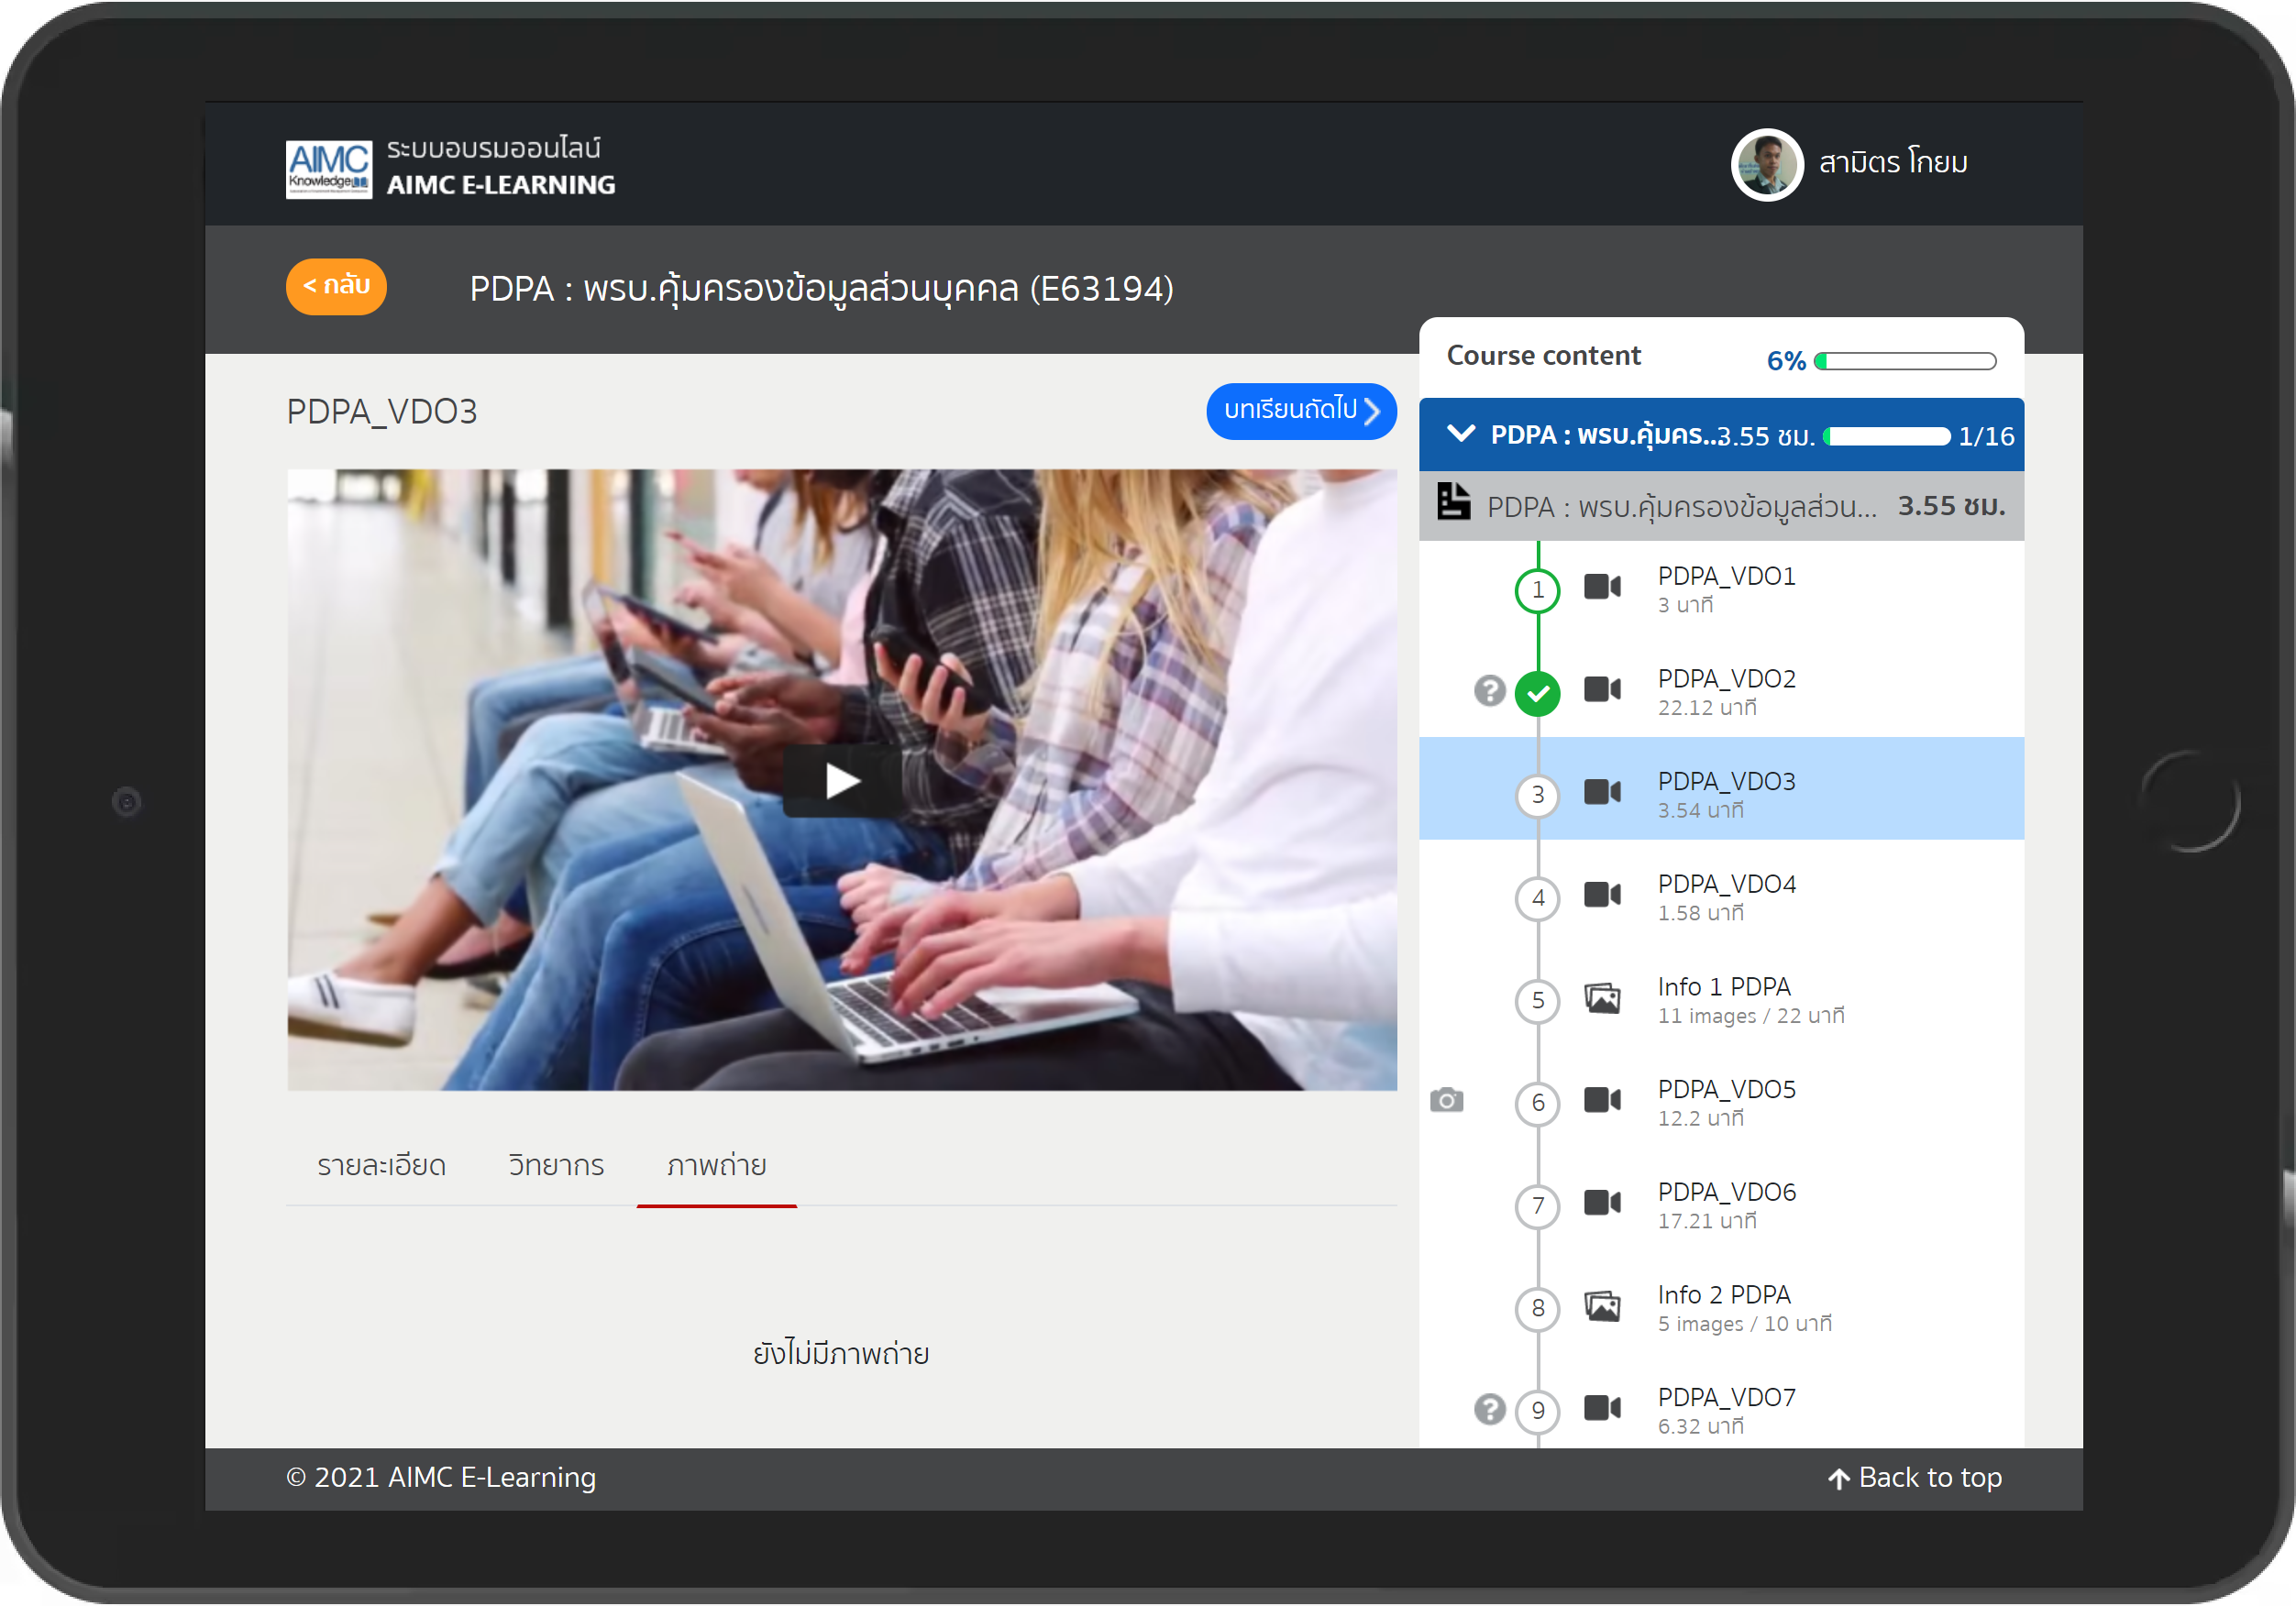 AIMC
Knowledge
ระบบอบรมออนไลน์
AIMC E-LEARNING
สามิตร โกยม
< กลับ
PDPA : พรบ.คุ้มครองข้อมูลส่วนบุคคล (E63194)
PDPA_VDO3
บทเรียนถัดไป
รายละเอียด
วิทยากร
ภาพถ่าย
ยังไม่มีภาพถ่าย
Course content
6%
PDPA : พรบ.คุ้มคร... 3.55 ชม. 1/16
PDPA : พรบ.คุ้มครองข้อมูลส่วน... 3.55 ชม.
1 PDPA_VDO1
3 นาที
? PDPA_VDO2
22.12 นาที
3 PDPA_VDO3
3.54 นาที
4 PDPA_VDO4
1.58 นาที
5 Info 1 PDPA
11 images / 22 นาที
6 PDPA_VDO5
12.2 นาที
7 PDPA_VDO6
17.21 นาที
8 Info 2 PDPA
5 images / 10 นาที
? 9 PDPA_VDO7
6.32 นาที
© 2021 AIMC E-Learning
Back to top